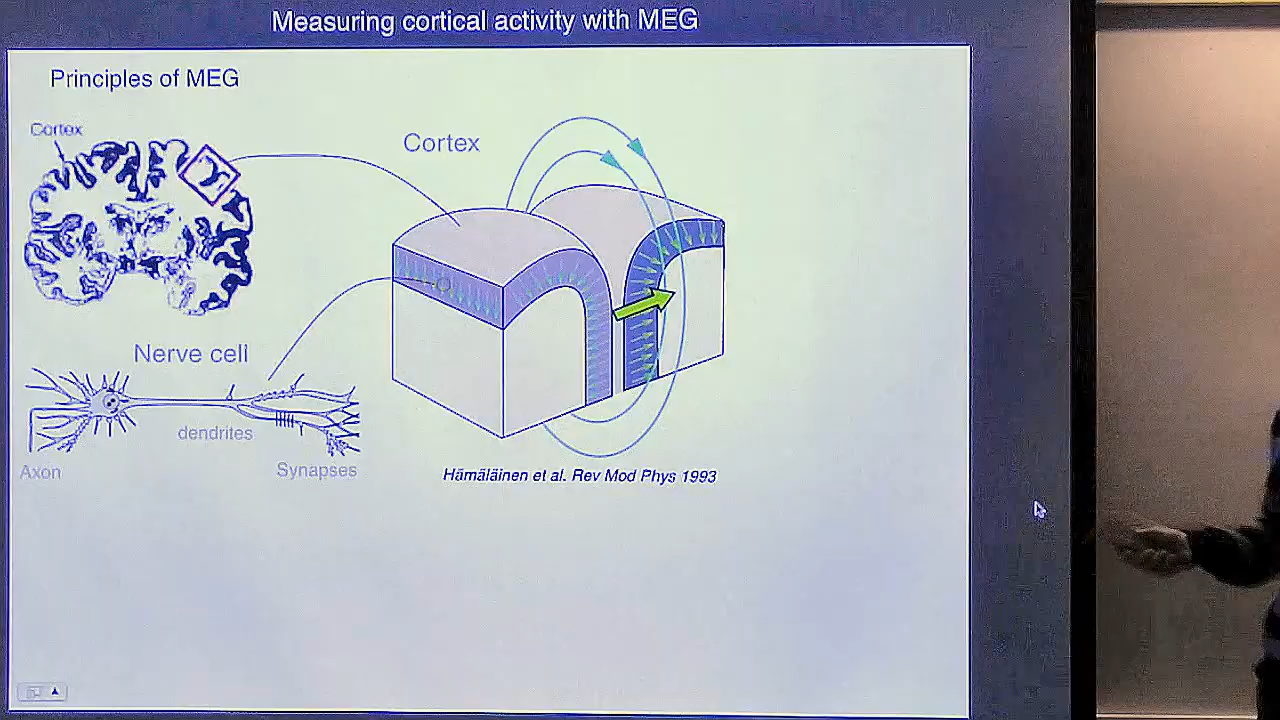 Measuring cortical activity with MEG
Principles of MEG
Cortex
Cortex
Nerve cell
dendrites
Axon
Synapses
Hämäläinen et al. Rev Mod Phys 1993